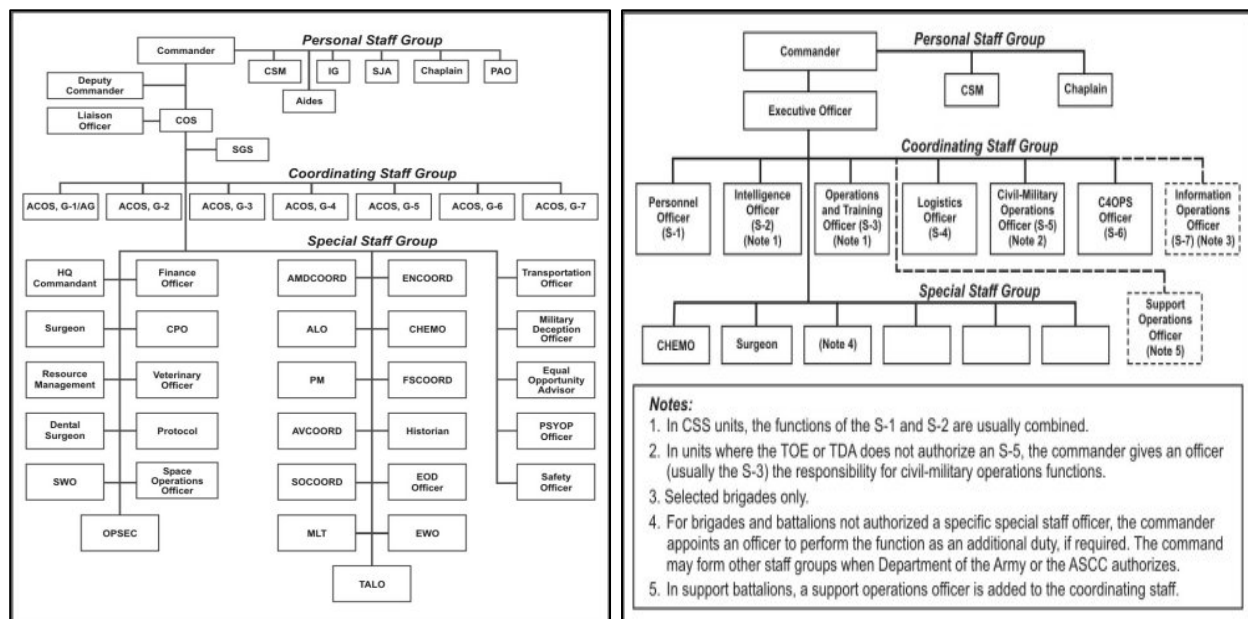 Personal Staff Group
Commander
CSM
IG
SJA
Chaplain
PAO
Aides
Deputy
Commander
Liaison
Officer
COS
SGS
Coordinating Staff Group
ACOS, G-1/AG
ACOS, G-2
ACOS, G-3
ACOS, G-4
ACOS, G-5
ACOS, G-6
ACOS, G-7
Special Staff Group
HQ
Commandant
Finance
Officer
AMDCOORD
ENCOORD
Transportation
Officer
Surgeon
CPO
ALO
CHEMO
Military
Deception
Officer
Resource
Management
Veterinary
Officer
PM
FSCOORD
Equal
Opportunity
Advisor
Dental
Surgeon
Protocol
AVCOORD
Historian
PSYOP
Officer
SWO
Space
Operations
Officer
SOCOORD
EOD
Officer
Safety
Officer
OPSEC
MLT
EWO
TALO
Personal Staff Group
Commander
CSM
Chaplain
Executive Officer
Coordinating Staff Group
Personnel
Officer
(S-1)
Intelligence
Officer
(S-2)
(Note 1)
Operations
and Training
Officer (S-3)
(Note 1)
Logistics
Officer
(S-4)
Civil-Military
Operations
Officer (S-5)
(Note 2)
C4OPS
Officer
(S-6)
Information
Operations
Officer
(S-7) (Note 3)
Special Staff Group
CHEMO
Surgeon
(Note 4)
Support
Operations
Officer
(Note 5)
Notes:
1. In CSS units, the functions of the S-1 and S-2 are usually combined.
2. In units where the TOE or TDA does not authorize an S-5, the commander gives an officer
(usually the S-3) the responsibility for civil-military operations functions.
3. Selected brigades only.
4. For brigades and battalions not authorized a specific special staff officer, the commander
appoints an officer to perform the function as an additional duty, if required. The command
may form other staff groups when Department of the Army or the ASCC authorizes.
5. In support battalions, a support operations officer is added to the coordinating staff.